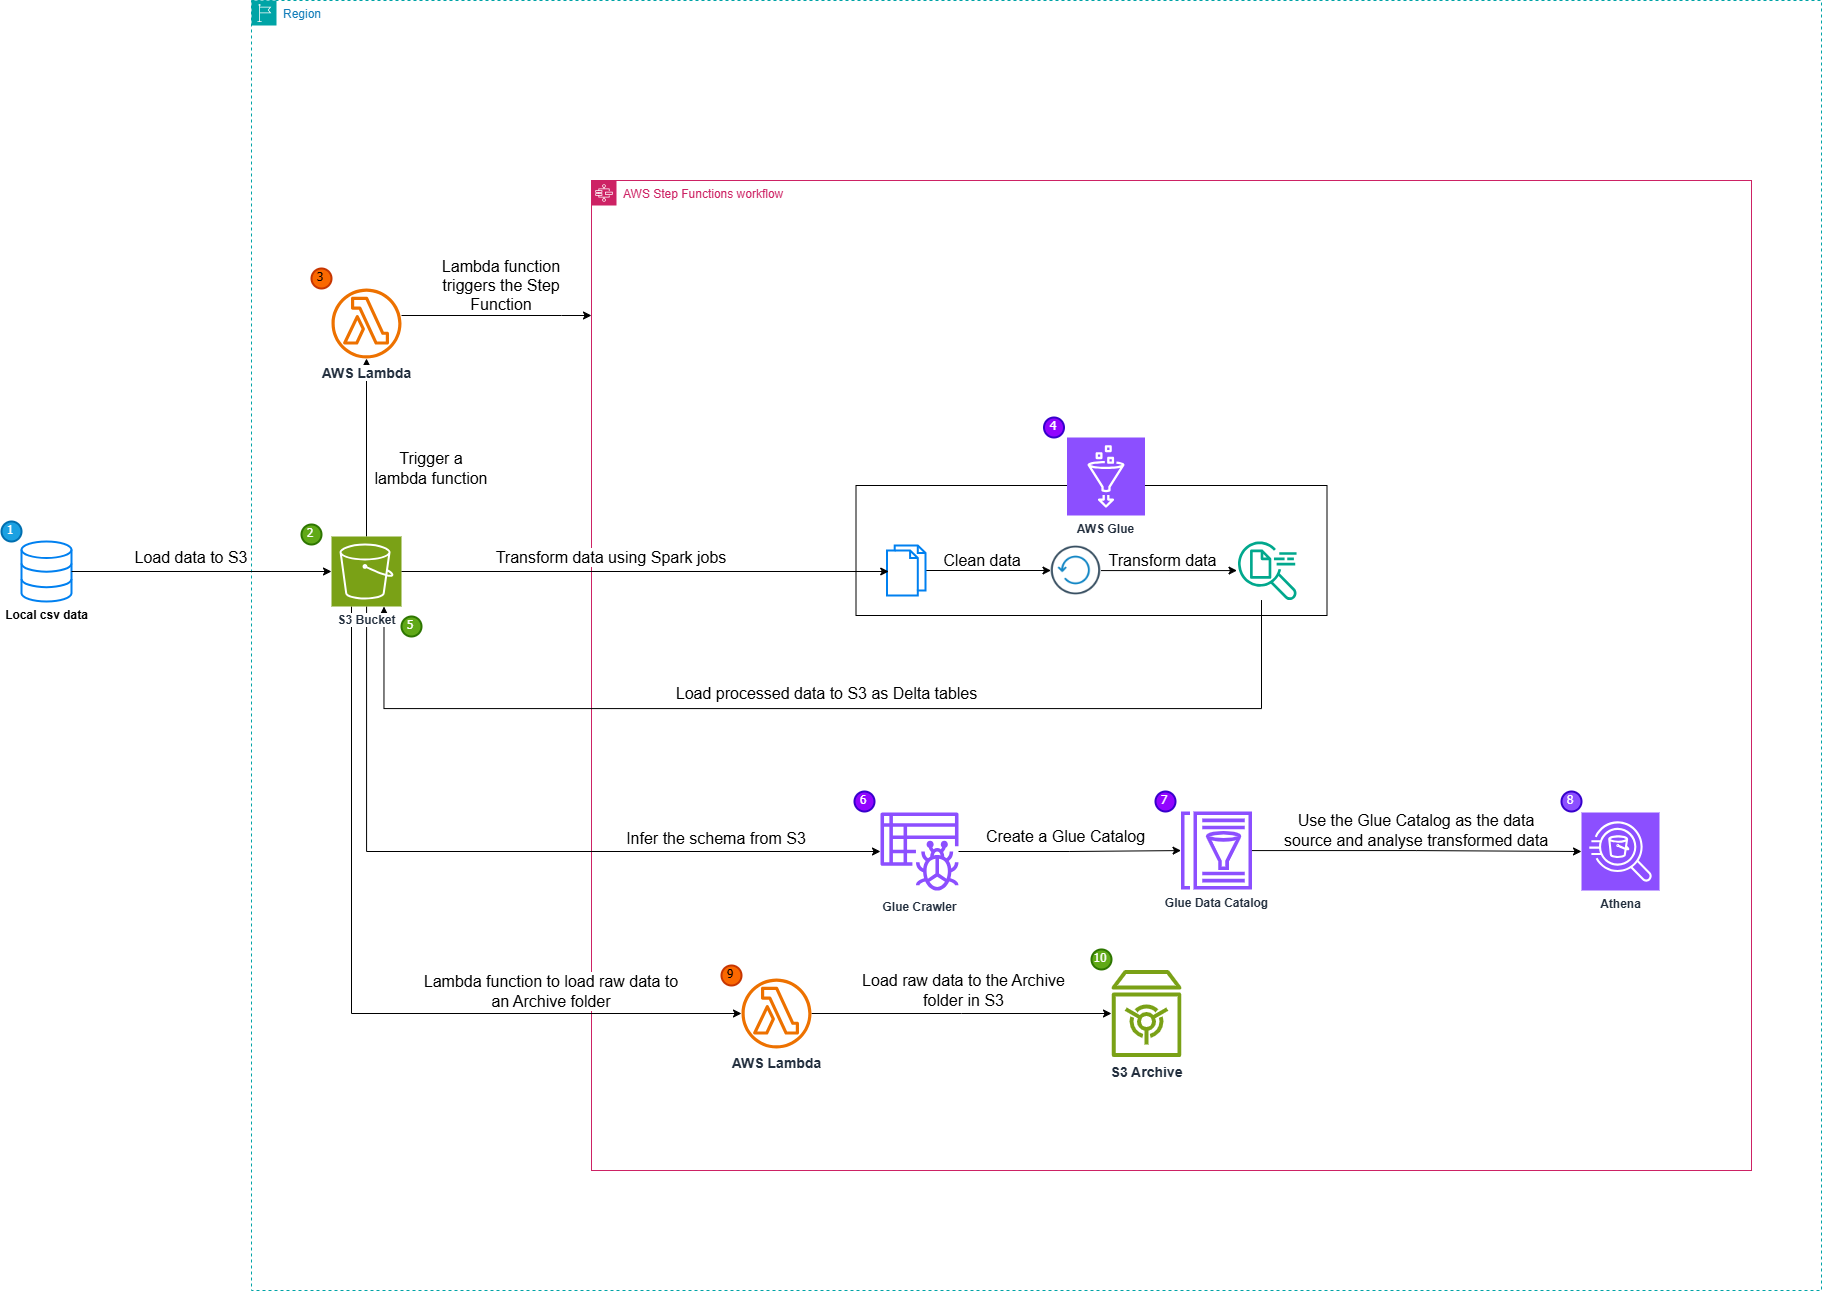 Region
AWS Step Functions workflow
3
Lambda function
triggers the Step
Function
AWS Lambda
Trigger a
lambda function
4
AWS Glue
1
Load data to S3
Local csv data
2
S3 Bucket
5
Transform data using Spark jobs
Clean data
Transform data
Load processed data to S3 as Delta tables
Infer the schema from S3
6
Glue Crawler
Create a Glue Catalog
7
Glue Data Catalog
Use the Glue Catalog as the data
source and analyse transformed data
8
Athena
Lambda function to load raw data to
an Archive folder
9
AWS Lambda
Load raw data to the Archive
folder in S3
10
S3 Archive